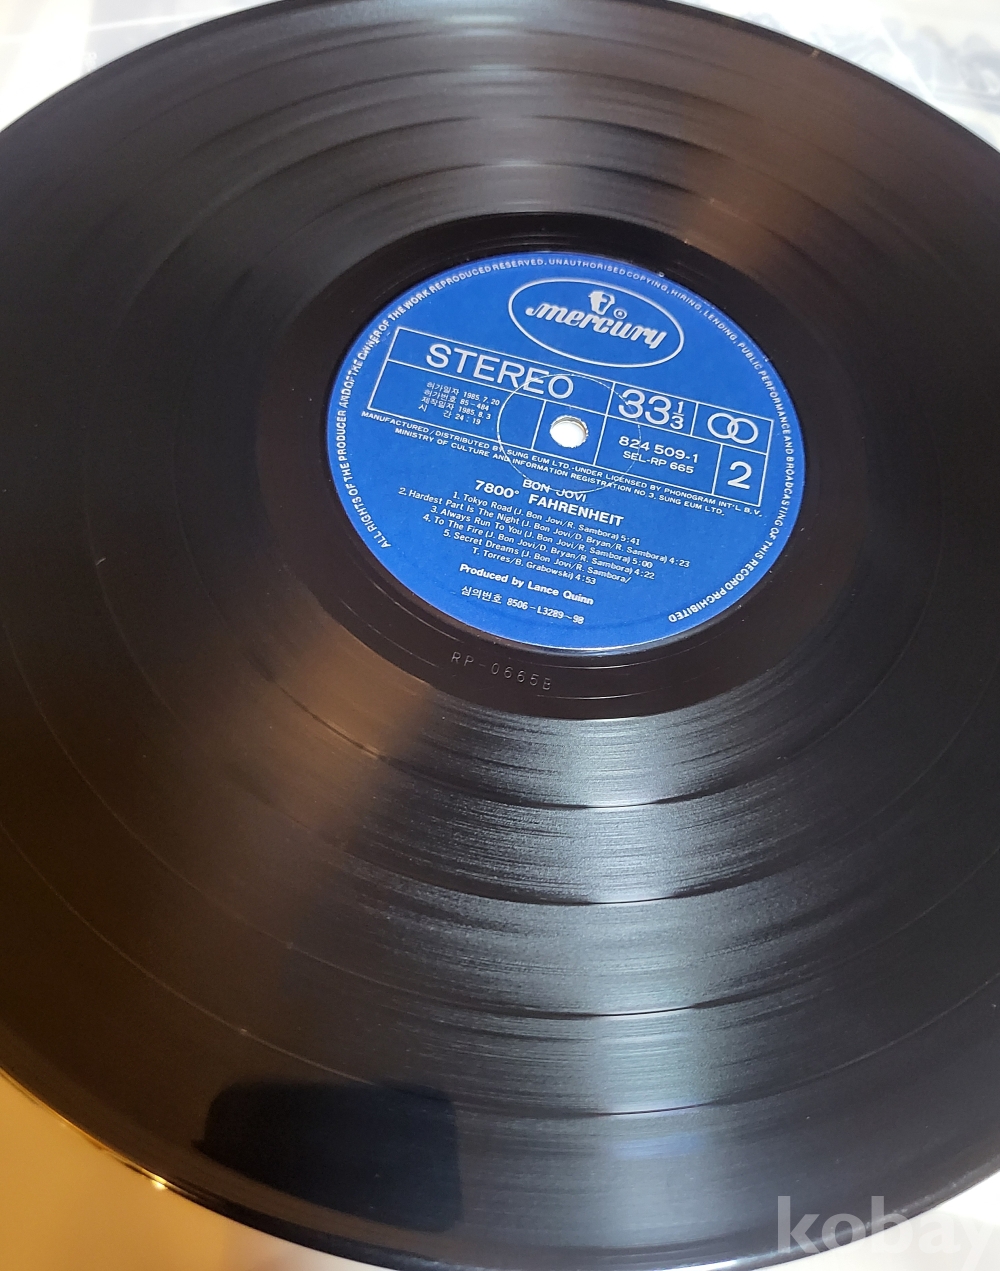 ALL RIGHTS OF THE PRODUCER AND OF THE OWNER OF THE WORK REPRODUCED RESERVED. UNAUTHORISED COPYING, HIRING, LENDING, PUBLIC PERFORMANCE AND BROADCASTING OF THIS RECORD PROHIBITED
mercury
STEREO 33 1/3
허가일자 1985.7.20
허가번호 85-484
제작일자 1985.8.3
시 간 24:19
824 509-1
SEL-RP 665
2
MANUFACTURED/DISTRIBUTED BY SUNG EUM LTD.-UNDER LICENSED BY PHONOGRAM INT'L B.V.
MINISTRY OF CULTURE AND INFORMATION REGISTRATION NO.3. SUNG EUM LTD.
BON JOVI
7800° FAHRENHEIT
1. Tokyo Road (J. Bon Jovi/R. Sambora) 5:41
2. Hardest Part Is The Night (J. Bon Jovi/D. Bryan/R. Sambora) 4:23
3. Always Run To You (J. Bon Jovi/R. Sambora) 5:00
4. To The Fire (J. Bon Jovi/D. Bryan/R. Sambora) 4:22
5. Secret Dreams (J. Bon Jovi/R. Sambora/
T. Torres/B. Grabowski) 4:53
Produced by Lance Quinn
심의번호 8506-L3289~98
RP-0665B
kobay